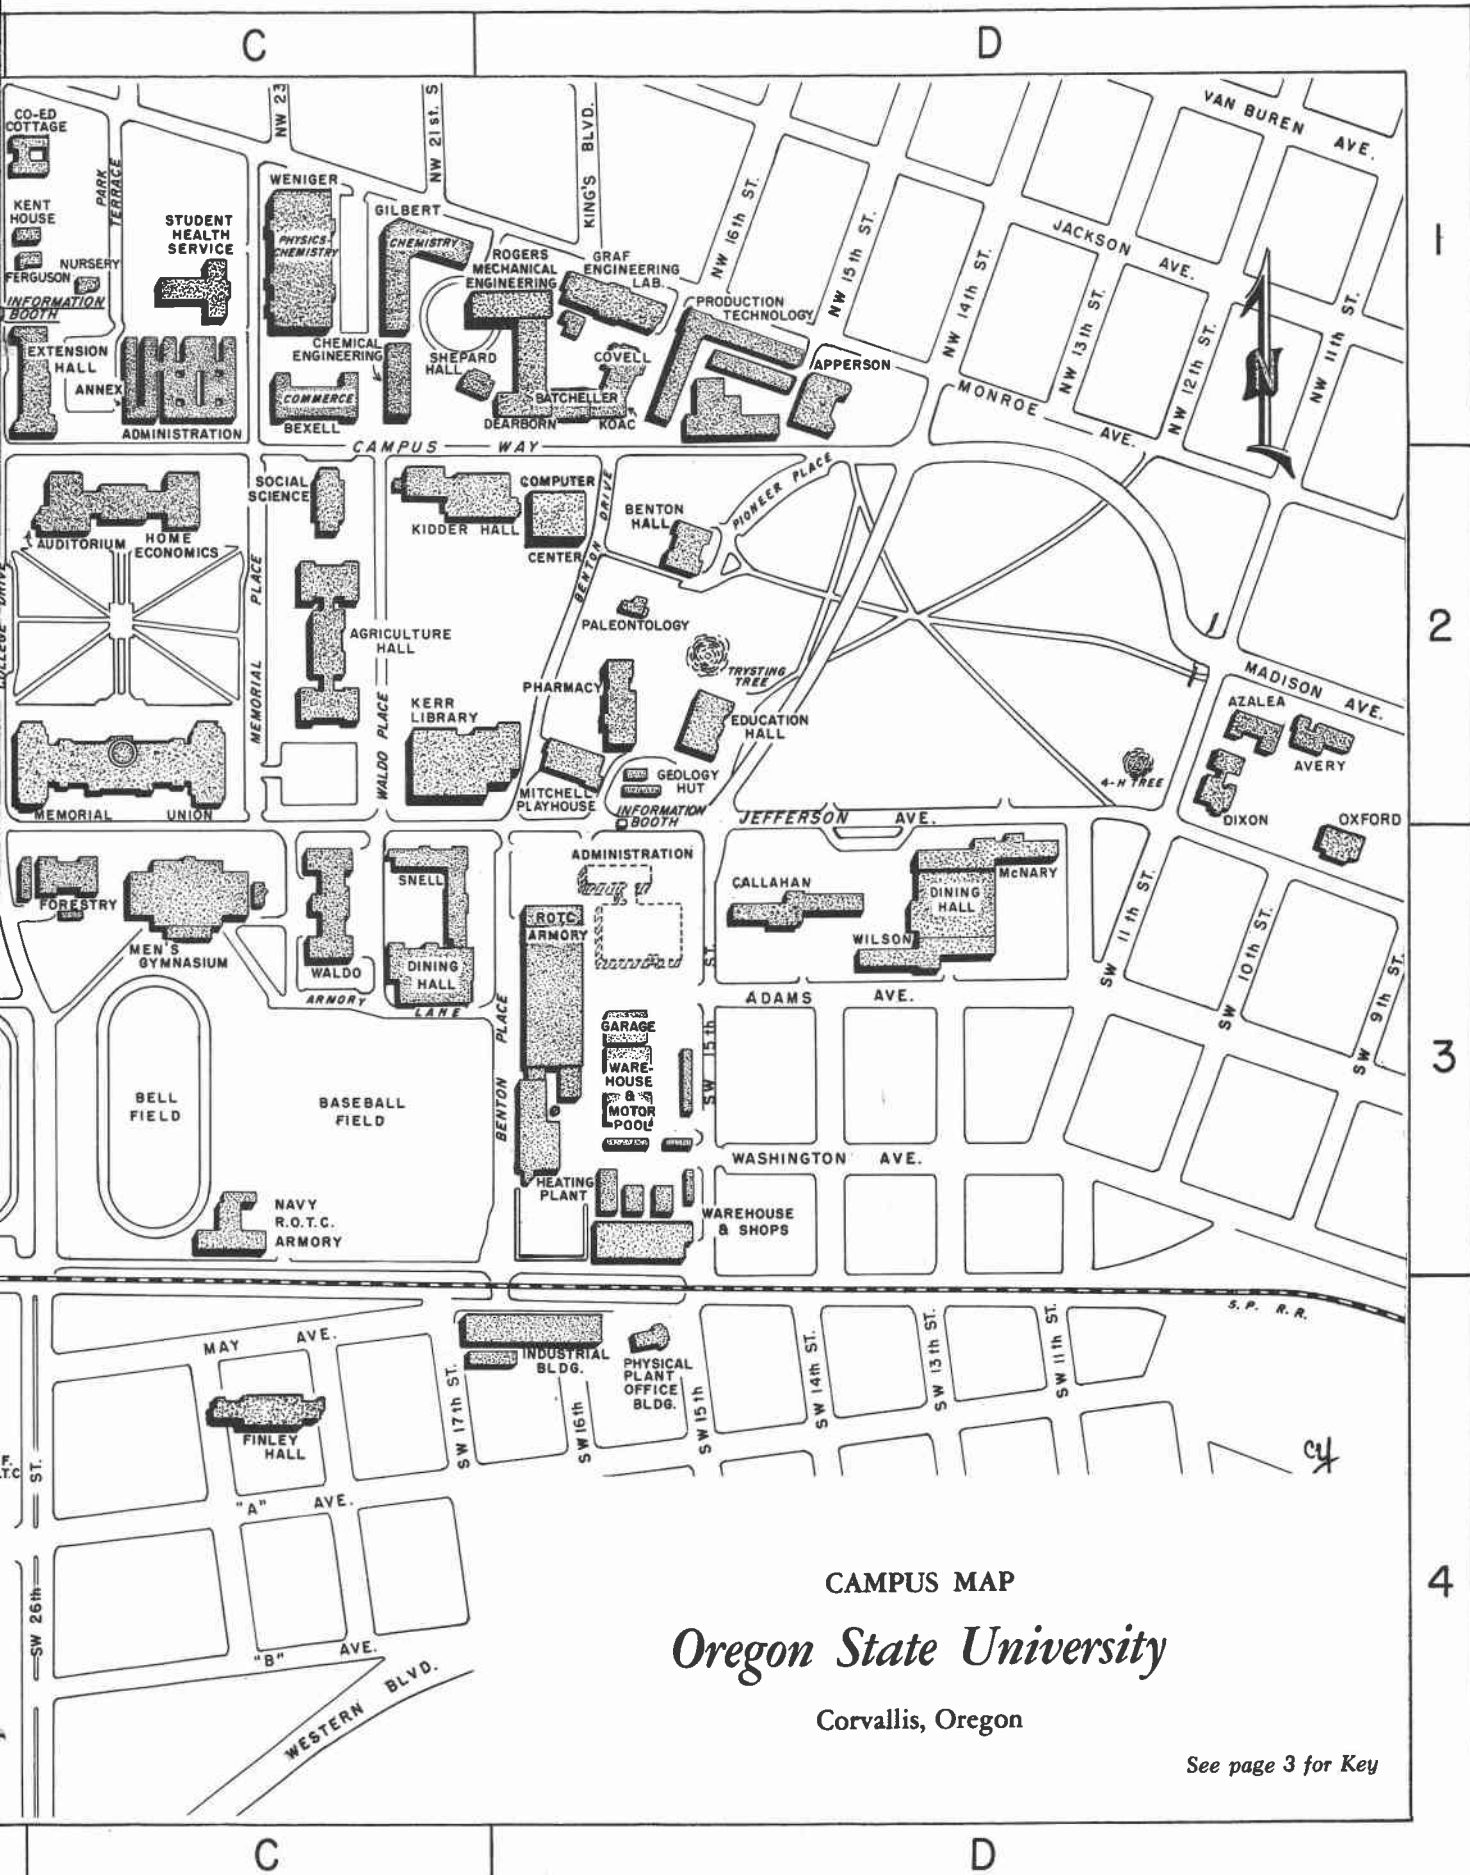 C
D
CO-ED
COTTAGE
KENT
HOUSE
FERGUSON
NURSERY
INFORMATION
BOOTH
PARK
TERRACE
STUDENT
HEALTH
SERVICE
EXTENSION
HALL
ANNEX
ADMINISTRATION
NW 23
NW 21st. S
KING'S BLVD.
WENIGER
PHYSICS-
CHEMISTRY
GILBERT
CHEMISTRY
ROGERS
MECHANICAL
ENGINEERING
GRAF
ENGINEERING
LAB.
PRODUCTION
TECHNOLOGY
CHEMICAL
ENGINEERING
SHEPARD
HALL
COVELL
APPERSON
COMMERCE
BEXELL
BATCHELLER
DEARBORN
KOAC
NW 16th ST.
NW 15th ST.
NW 14th ST.
NW 13th ST.
NW 12th ST.
NW 11th ST.
VAN BUREN AVE.
JACKSON AVE.
MONROE AVE.
N
1
CAMPUS WAY
SOCIAL
SCIENCE
KIDDER HALL
COMPUTER
CENTER
BENTON DRIVE
BENTON
HALL
PIONEER PLACE
AUDITORIUM
HOME
ECONOMICS
COLLEGE DRIVE
MEMORIAL PLACE
AGRICULTURE
HALL
PALEONTOLOGY
TRYSTING
TREE
PHARMACY
KERR
LIBRARY
WALDO PLACE
EDUCATION
HALL
MITCHELL
PLAYHOUSE
GEOLOGY
HUT
INFORMATION
BOOTH
MEMORIAL UNION
MADISON AVE.
AZALEA
AVERY
4-H TREE
DIXON
OXFORD
2
JEFFERSON AVE.
ADMINISTRATION
FORESTRY
MEN'S
GYMNASIUM
SNELL
WALDO
DINING
HALL
ARMORY LANE
R.O.T.C.
ARMORY
CALLAHAN
DINING
HALL
McNARY
WILSON
ADAMS AVE.
SW 11th ST.
SW 10th ST.
SW 9th ST.
SW 15th ST.
BENTON PLACE
GARAGE
WARE-
HOUSE
&
MOTOR
POOL
BELL
FIELD
BASEBALL
FIELD
WASHINGTON AVE.
HEATING
PLANT
WAREHOUSE
& SHOPS
NAVY
R.O.T.C.
ARMORY
3
S.P. R.R.
MAY AVE.
INDUSTRIAL
BLDG.
PHYSICAL
PLANT
OFFICE
BLDG.
SW 17th ST.
SW 16th
SW 15th
SW 14th ST.
SW 13th ST.
SW 11th ST.
FINLEY
HALL
F.
T.C
"A" AVE.
SW 26th ST.
"B" AVE.
WESTERN BLVD.
cy
4
CAMPUS MAP
Oregon State University
Corvallis, Oregon
See page 3 for Key
C
D